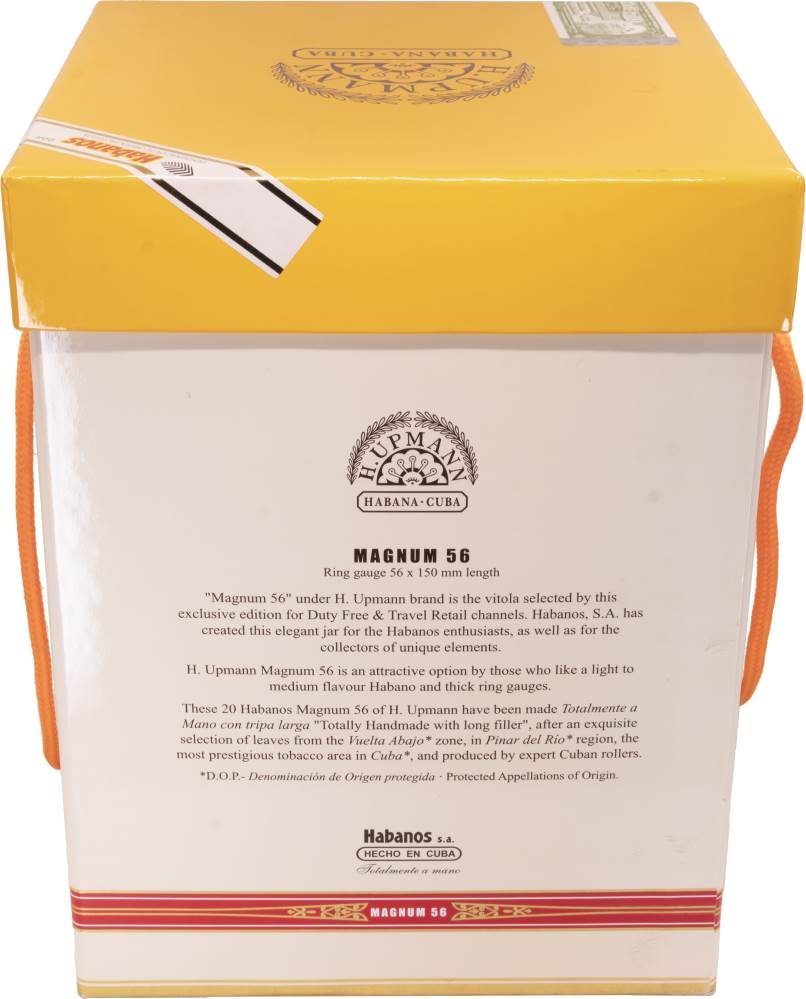 HABANA - CUBA
H. UPMANN
Habanos
H. UPMANN
HABANA - CUBA
MAGNUM 56
Ring gauge 56 x 150 mm length
"Magnum 56" under H. Upmann brand is the vitola selected by this
exclusive edition for Duty Free & Travel Retail channels. Habanos, S.A. has
created this elegant jar for the Habanos enthusiasts, as well as for the
collectors of unique elements.
H. Upmann Magnum 56 is an attractive option by those who like a light to
medium flavour Habano and thick ring gauges.
These 20 Habanos Magnum 56 of H. Upmann have been made Totalmente a
Mano con tripa larga "Totally Handmade with long filler", after an exquisite
selection of leaves from the Vuelta Abajo* zone, in Pinar del Río* region, the
most prestigious tobacco area in Cuba*, and produced by expert Cuban rollers.
*D.O.P.- Denominación de Origen protegida · Protected Appellations of Origin.
Habanos s.a.
HECHO EN CUBA
Totalmente a mano
MAGNUM 56